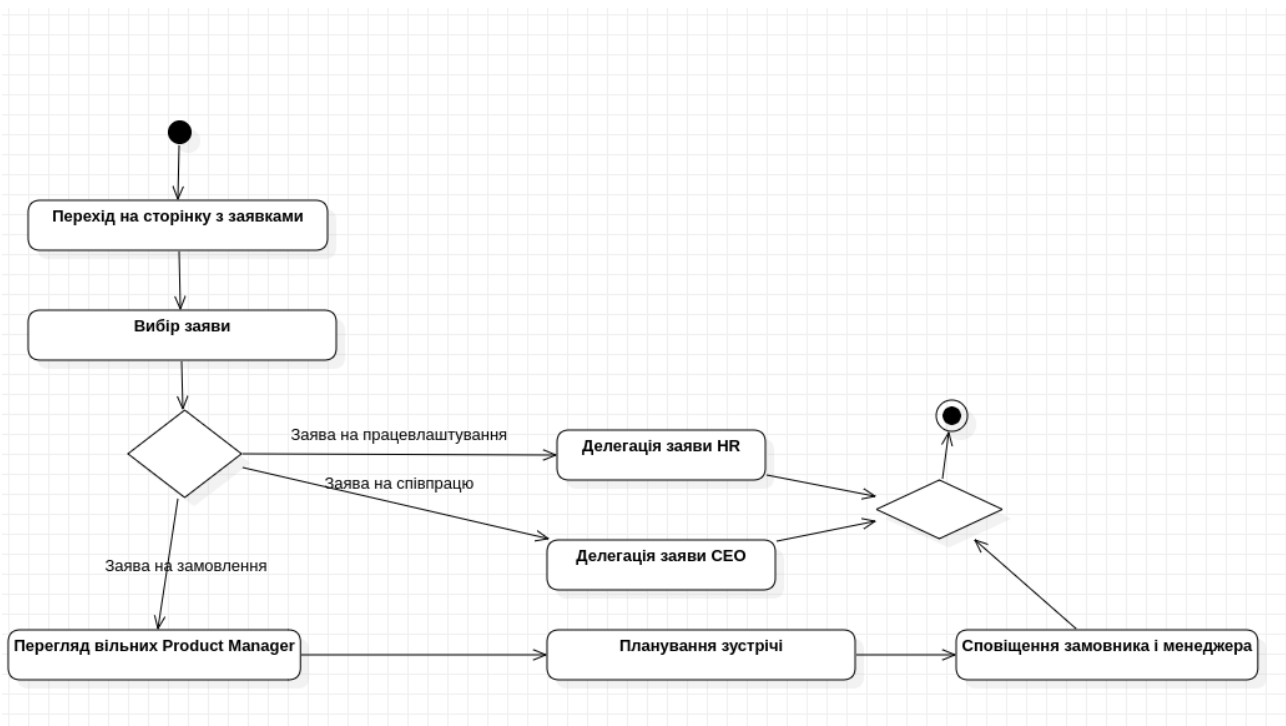 Перехід на сторінку з заявками
Вибір заяви
Заява на працевлаштування
Делегація заяви HR
Заява на співпрацю
Делегація заяви CEO
Заява на замовлення
Перегляд вільних Product Manager
Планування зустрічі
Сповіщення замовника і менеджера